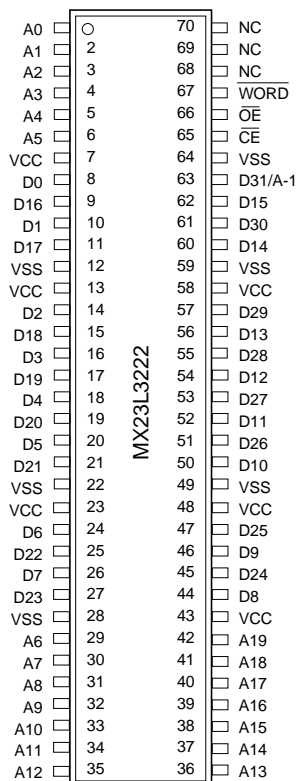 A0 70 NC
A1 2 69 NC
A2 3 68 NC
A3 4 67 WORD
A4 5 66 OE
A5 6 65 CE
VCC 7 64 VSS
D0 8 63 D31/A-1
D16 9 62 D15
D1 10 61 D30
D17 11 60 D14
VSS 12 59 VSS
VCC 13 58 VCC
D2 14 57 D29
D18 15 56 D13
D3 16 55 D28
D19 17 54 D12
D4 18 53 D27
D20 19 52 D11
D5 20 51 D26
D21 21 50 D10
VSS 22 49 VSS
VCC 23 48 VCC
D6 24 47 D25
D22 25 46 D9
D7 26 45 D24
D23 27 44 D8
VSS 28 43 VCC
A6 29 42 A19
A7 30 41 A18
A8 31 40 A17
A9 32 39 A16
A10 33 38 A15
A11 34 37 A14
A12 35 36 A13
MX23L3222